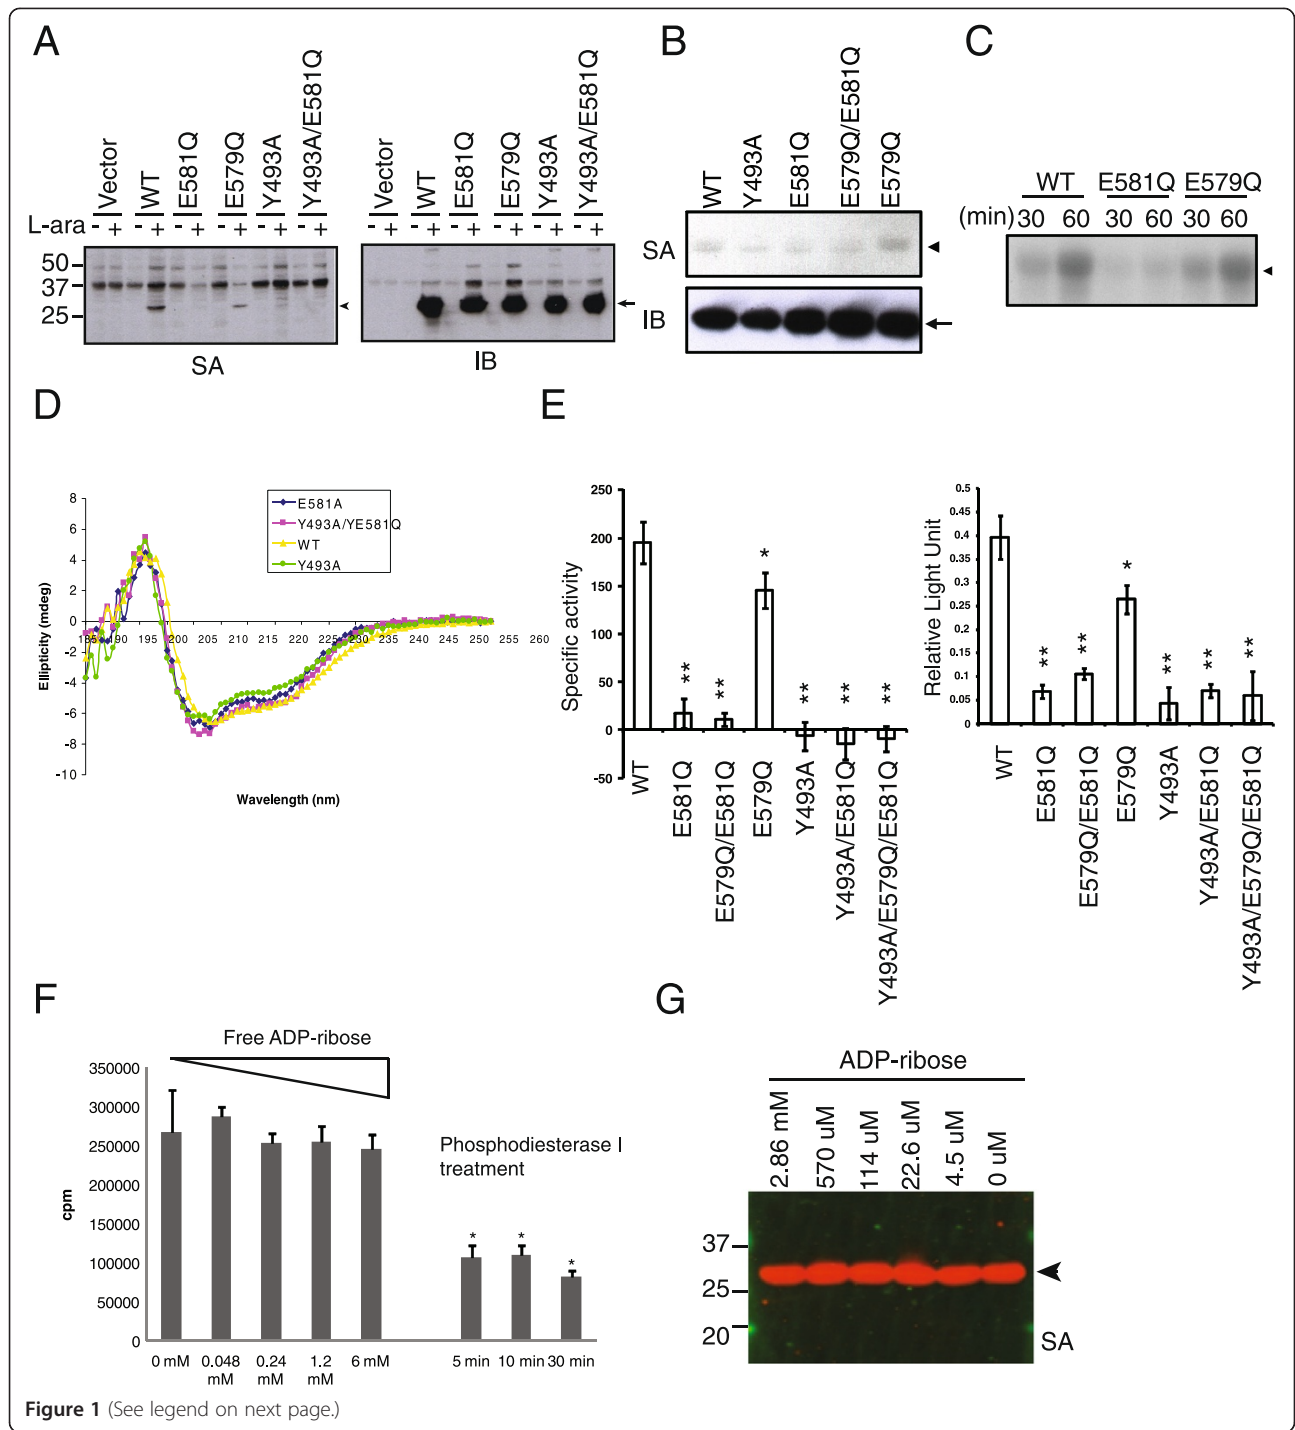 A
Vector
WT
E581Q
E579Q
Y493A
Y493A/E581Q
L-ara - + - + - + - + - + - +
50
37
25
SA
Vector
WT
E581Q
E579Q
Y493A
Y493A/E581Q
- + - + - + - + - + - +
IB
B
WT
Y493A
E581Q
E579Q/E581Q
E579Q
SA
IB
C
WT E581Q E579Q
(min) 30 60 30 60 30 60
D
8
6
4
2
0
-2
-4
-6
-8
-10
Ellipticity (mdeg)
185 190 195 200 205 210 215 220 225 230 235 240 245 250 255 260
Wavelength (nm)
E581A
Y493A/YE581Q
WT
Y493A
E
250
200
150
100
50
0
-50
Specific activity
**
**
*
**
**
**
WT
E581Q
E579Q/E581Q
E579Q
Y493A
Y493A/E581Q
Y493A/E579Q/E581Q
0.5
0.45
0.4
0.35
0.3
0.25
0.2
0.15
0.1
0.05
0
Relative Light Unit
**
**
*
**
**
**
WT
E581Q
E579Q/E581Q
E579Q
Y493A
Y493A/E581Q
Y493A/E579Q/E581Q
F
Free ADP-ribose
350000
300000
250000
200000
150000
100000
50000
0
cpm
Phosphodiesterase I
treatment
* * *
0 mM 0.048 mM 0.24 mM 1.2 mM 6 mM 5 min 10 min 30 min
G
ADP-ribose
2.86 mM
570 uM
114 uM
22.6 uM
4.5 uM
0 uM
37
25
20
SA
Figure 1 (See legend on next page.)